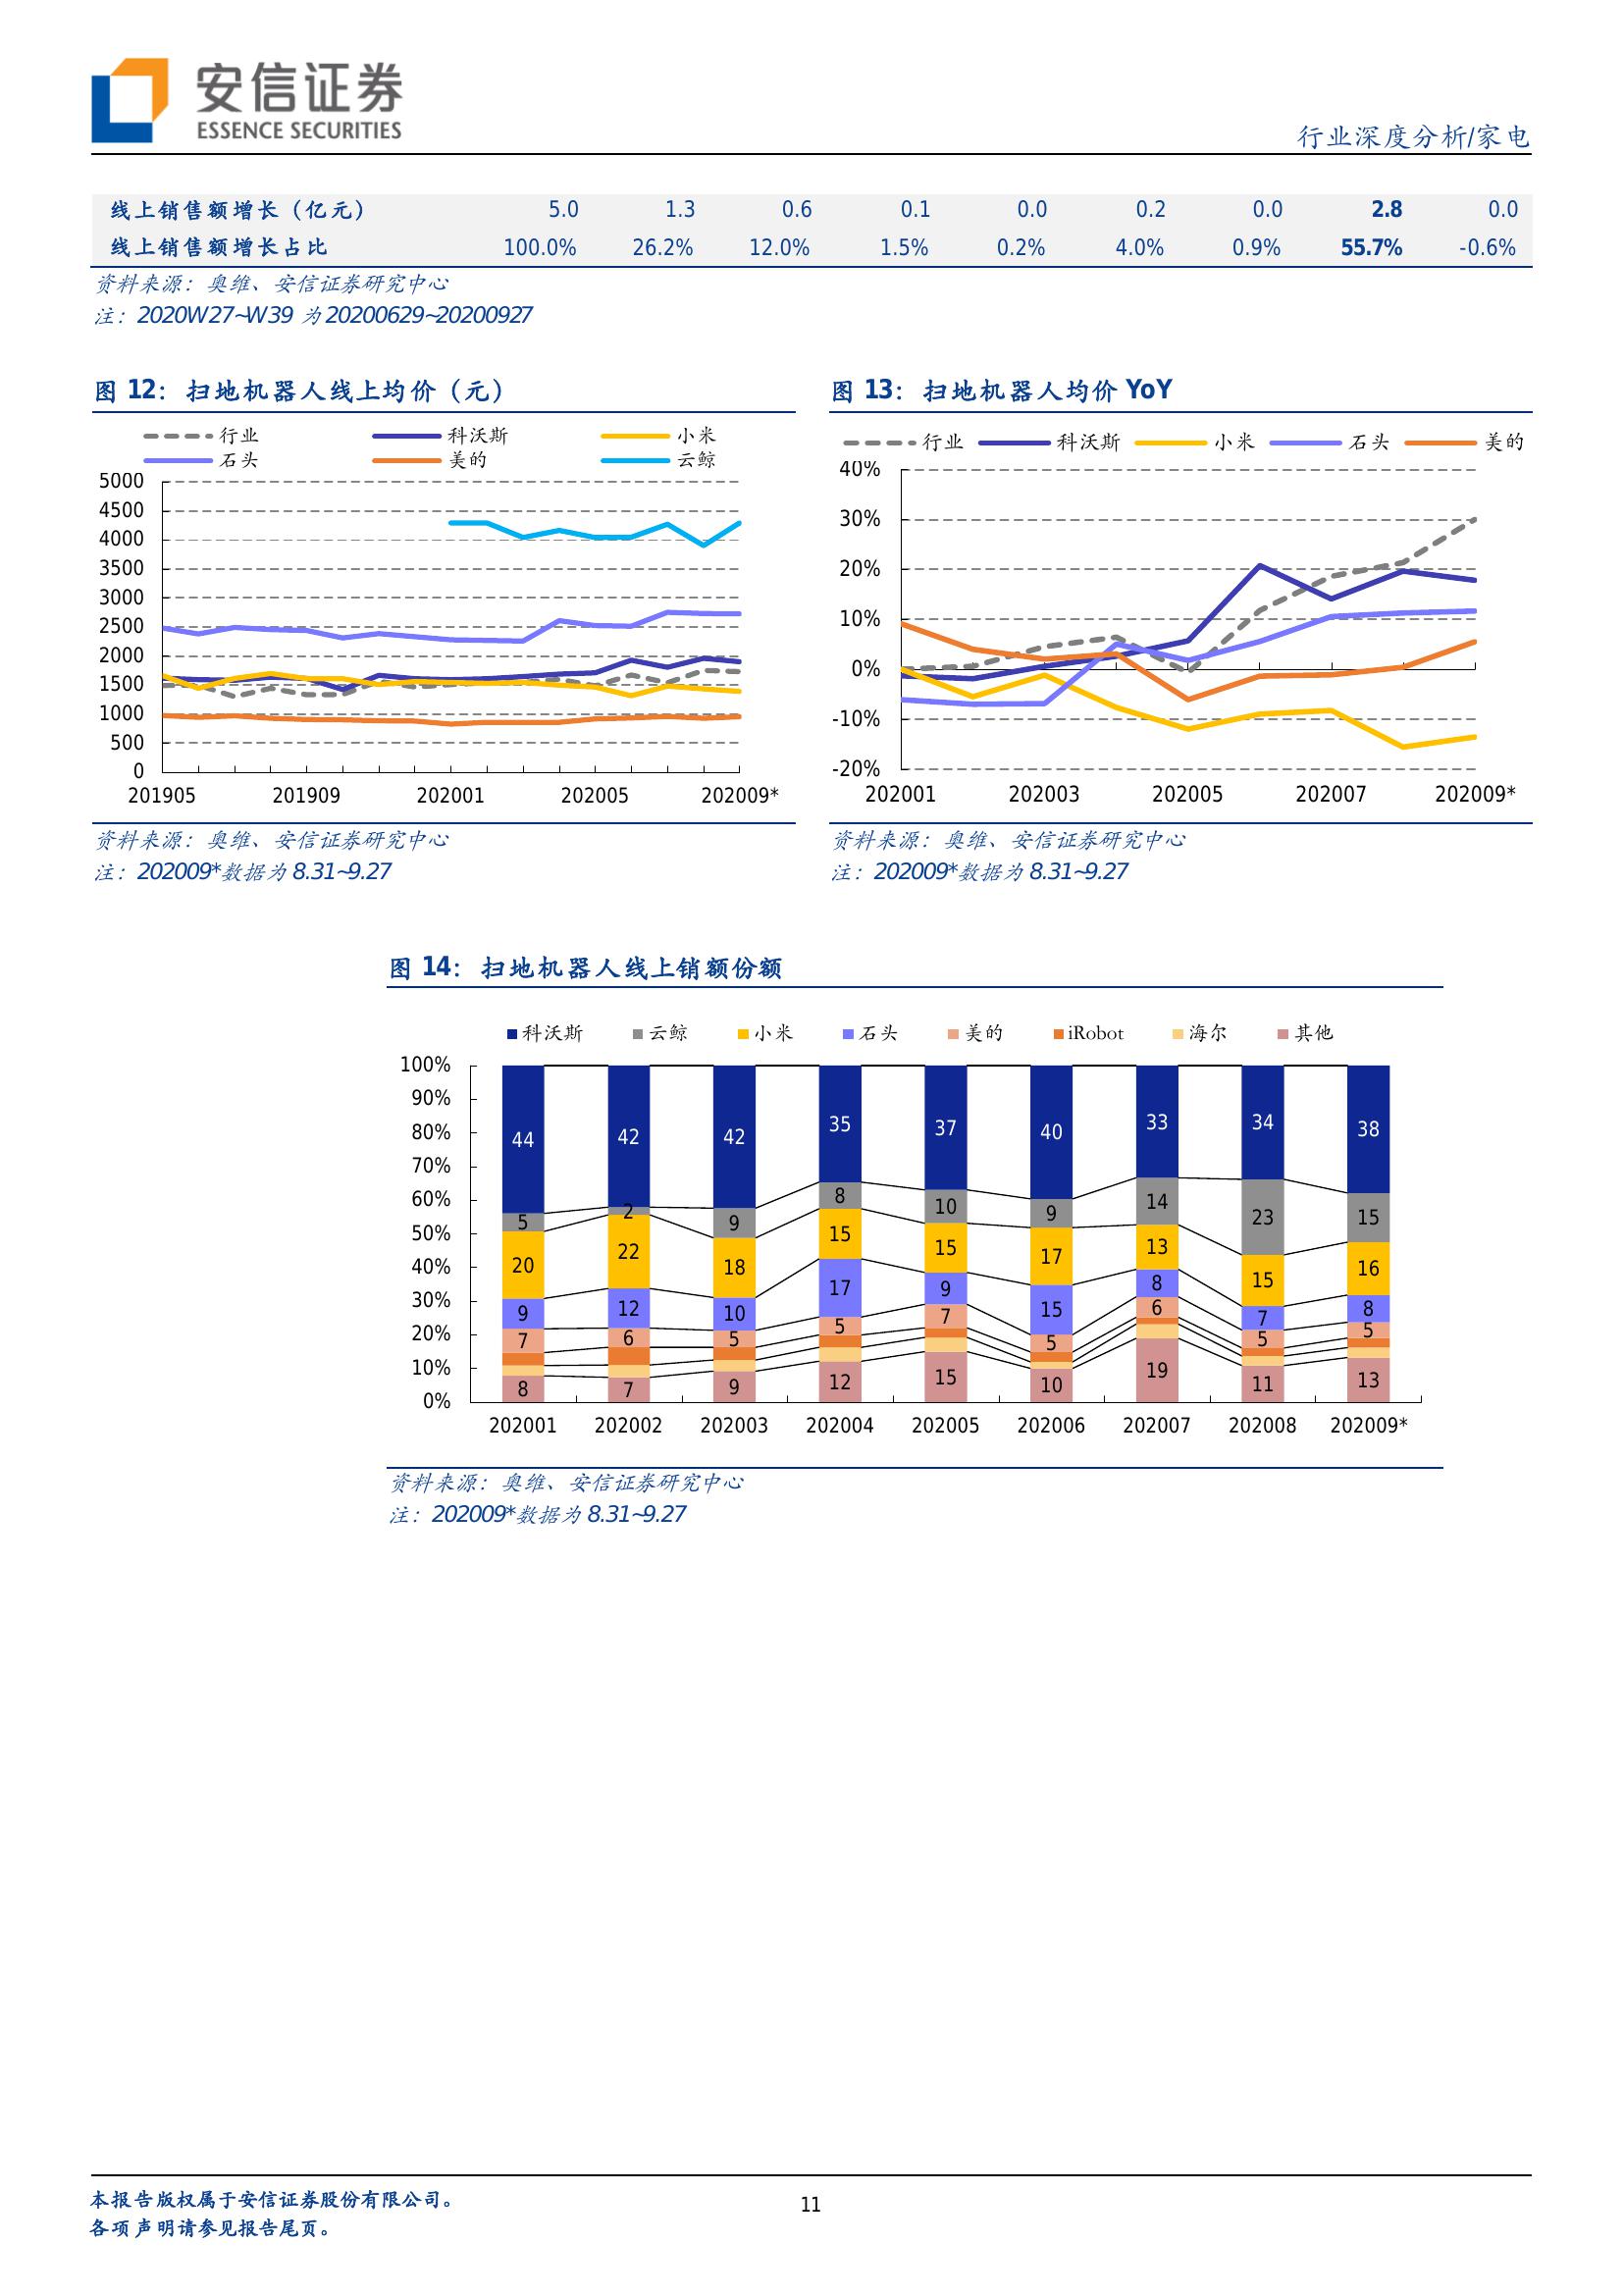 安信证券
ESSENCE SECURITIES
行业深度分析/家电
线上销售额增长（亿元） 5.0 1.3 0.6 0.1 0.0 0.2 0.0 2.8 0.0
线上销售额增长占比 100.0% 26.2% 12.0% 1.5% 0.2% 4.0% 0.9% 55.7% -0.6%
资料来源：奥维、安信证券研究中心
注：2020W27~W39 为 20200629~20200927
图 12：扫地机器人线上均价（元）
行业 科沃斯 小米
石头 美的 云鲸
5000
4500
4000
3500
3000
2500
2000
1500
1000
500
0
201905 201909 202001 202005 202009*
资料来源：奥维、安信证券研究中心
注：202009*数据为 8.31~9.27
图 13：扫地机器人均价 YoY
行业 科沃斯 小米 石头 美的
40%
30%
20%
10%
0%
-10%
-20%
202001 202003 202005 202007 202009*
资料来源：奥维、安信证券研究中心
注：202009*数据为 8.31~9.27
图 14：扫地机器人线上销额份额
科沃斯 云鲸 小米 石头 美的 iRobot 海尔 其他
100%
90%
80%
70%
60%
50%
40%
30%
20%
10%
0%
44 42 42 35 37 40 33 34 38
5 2 9 8 10 9 14 23 15
20 22 18 15 15 17 13 15 16
9 12 10 17 9 15 8 7 8
7 6 5 5 7 5 6 5 5
8 7 9 12 15 10 19 11 13
202001 202002 202003 202004 202005 202006 202007 202008 202009*
资料来源：奥维、安信证券研究中心
注：202009*数据为 8.31~9.27
本报告版权属于安信证券股份有限公司。
各项声明请参见报告尾页。
11